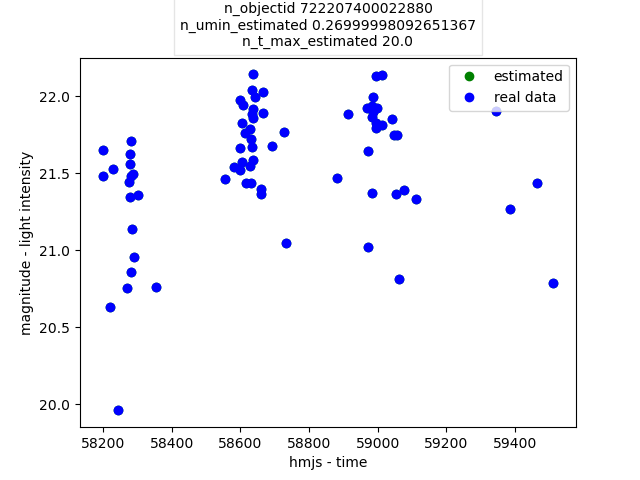 n_objectid 722207400022880
n_umin_estimated 0.26999998092651367
n_t_max_estimated 20.0
estimated
real data
22.0
21.5
21.0
20.5
20.0
magnitude - light intensity
58200 58400 58600 58800 59000 59200 59400
hmjs - time